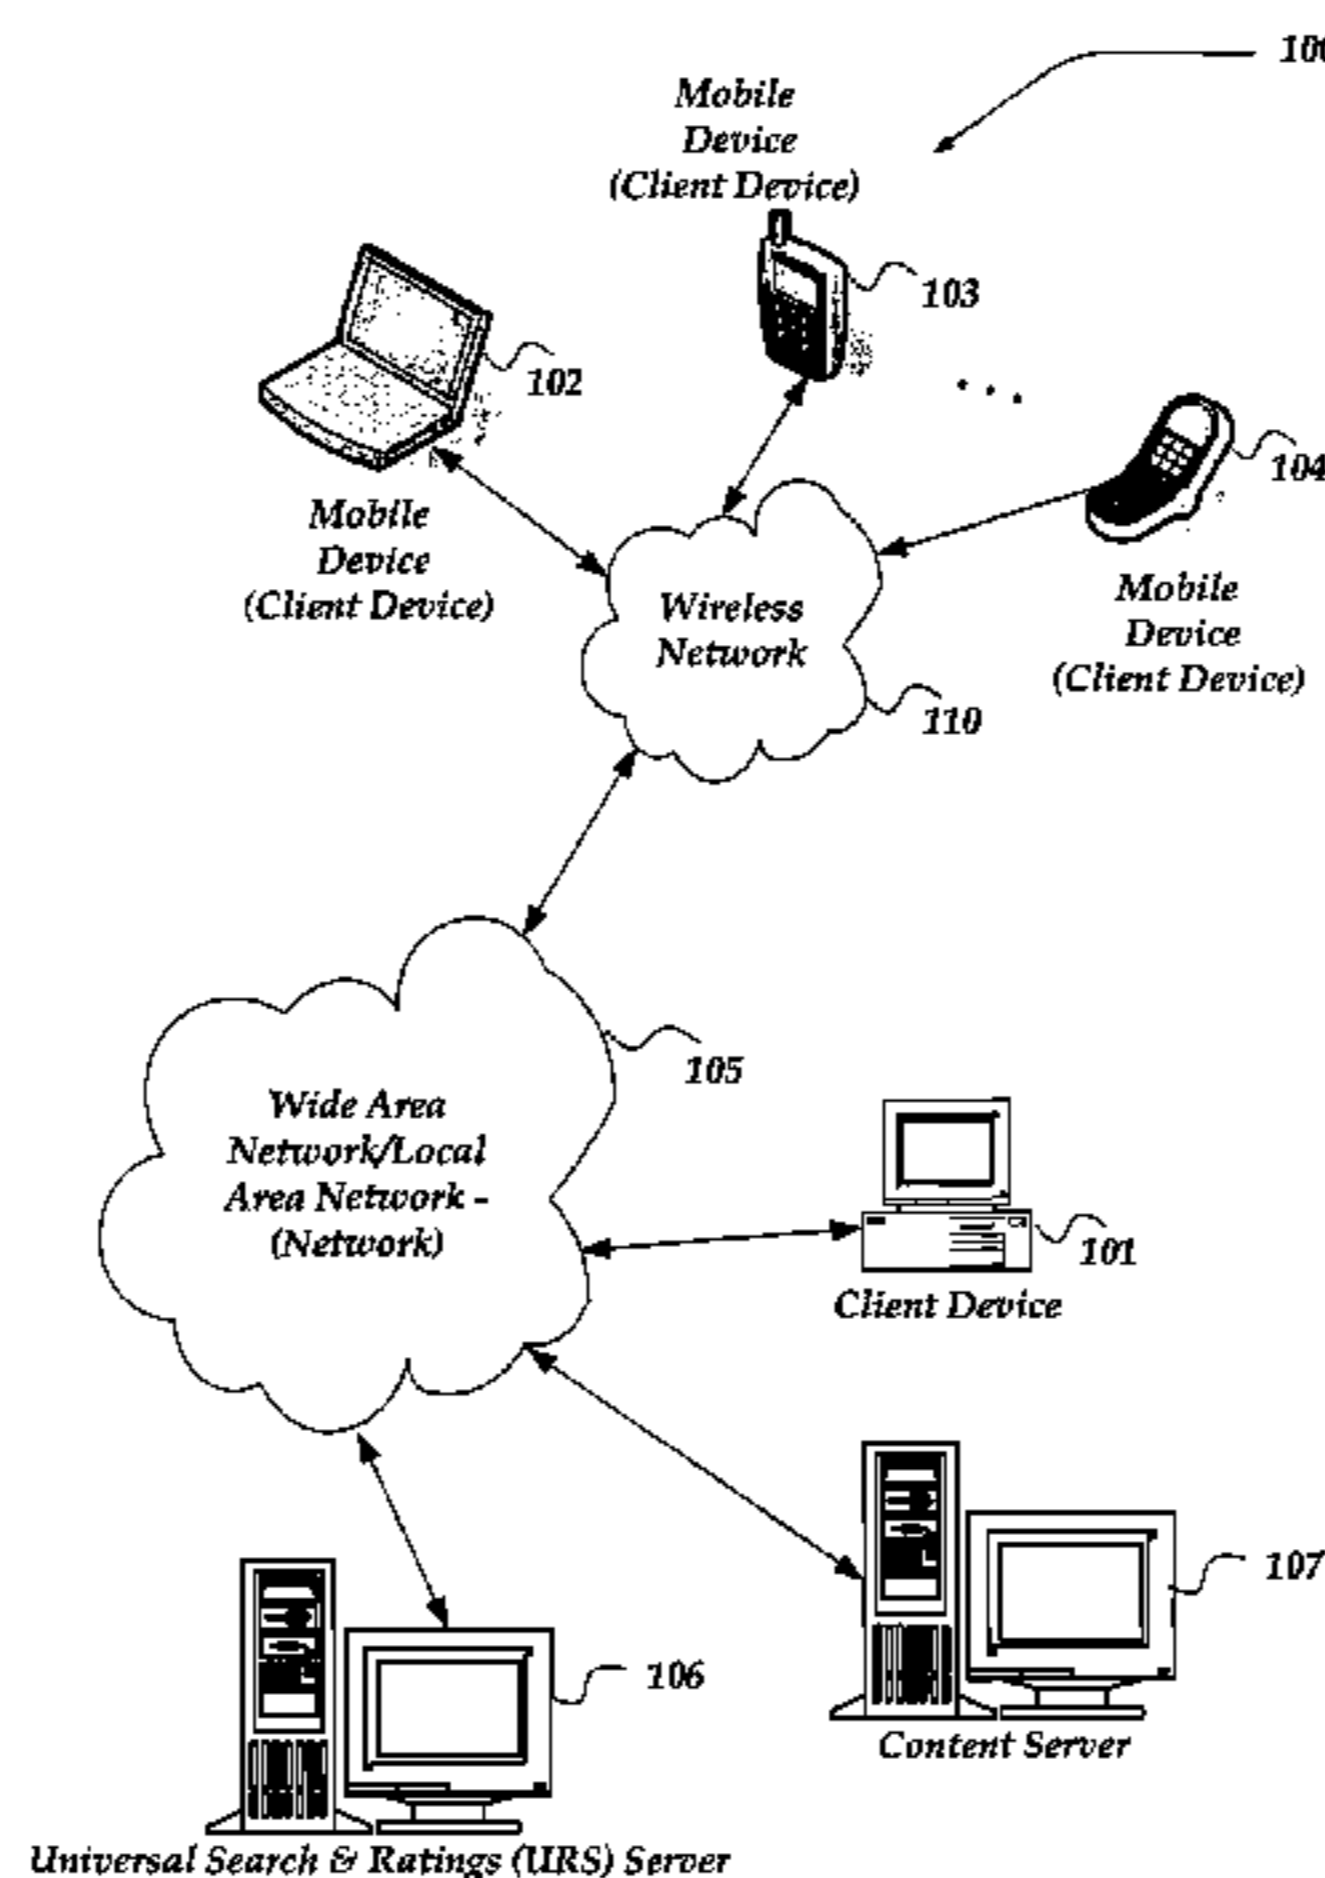 100
Mobile
Device
(Client Device)
103
102
104
Mobile
Device
(Client Device)
Wireless
Network
Mobile
Device
(Client Device)
110
105
Wide Area
Network/Local
Area Network -
(Network)
101
Client Device
107
106
Content Server
Universal Search & Ratings (URS) Server